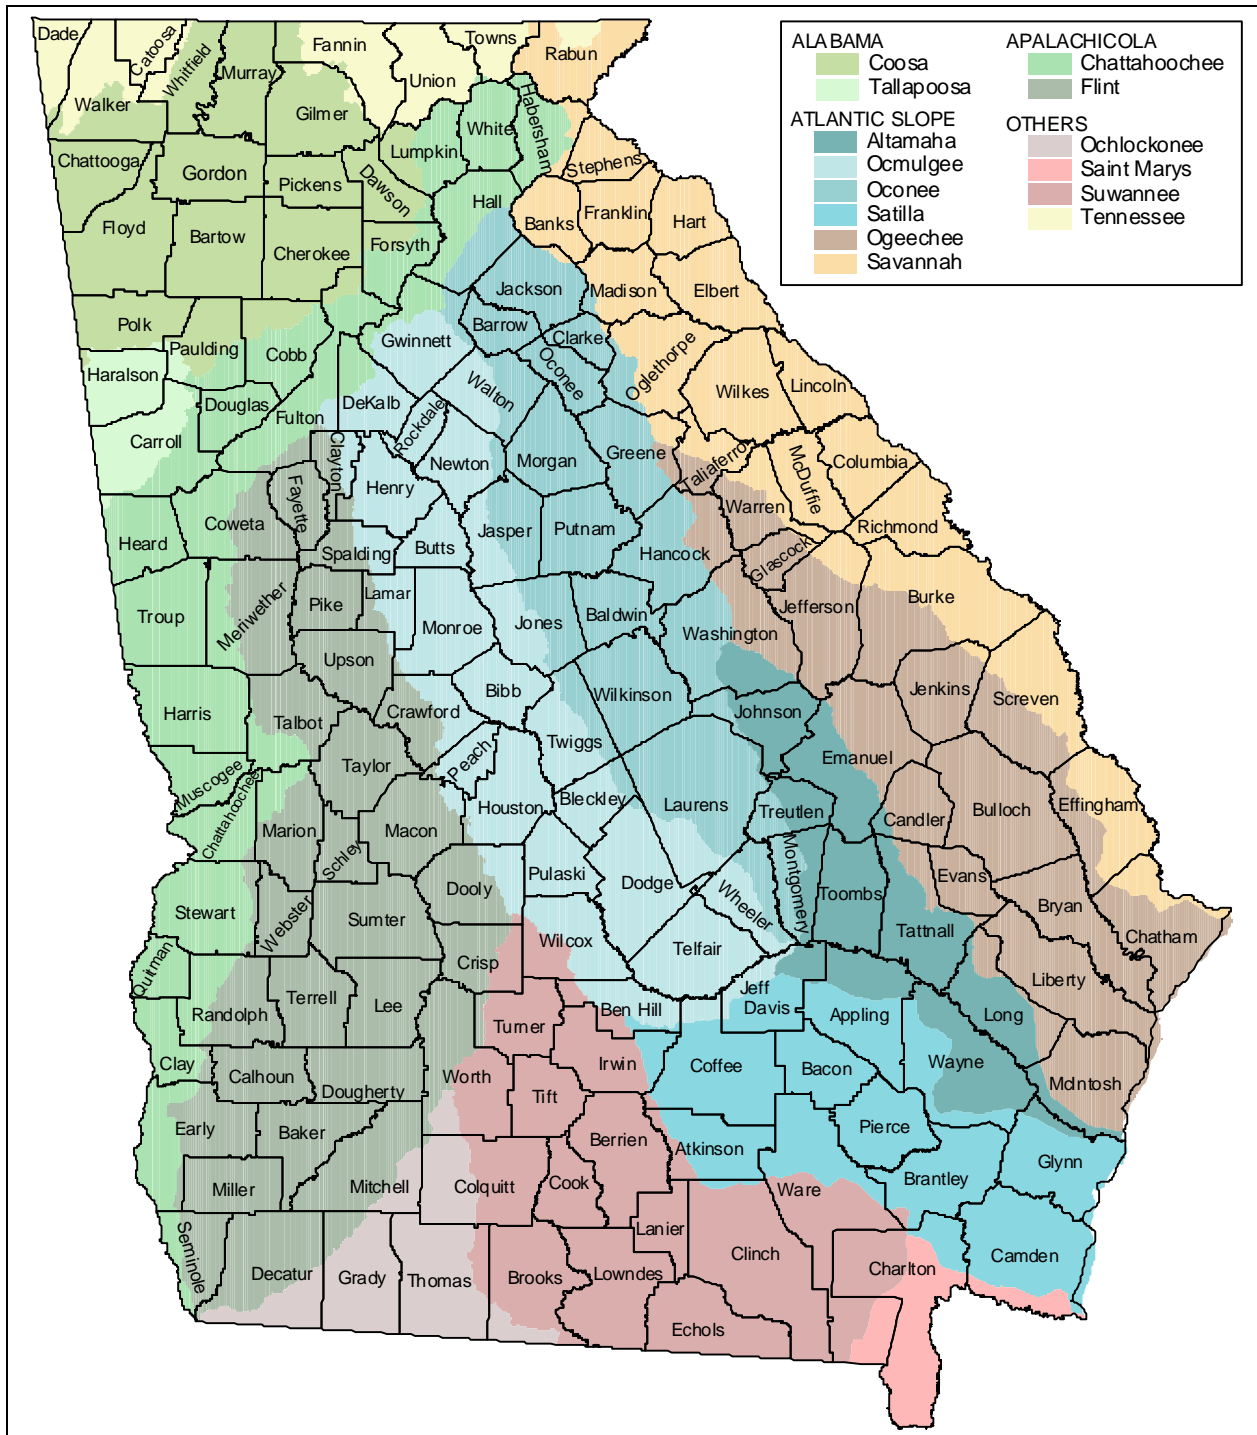 ALABAMA
Coosa
Tallapoosa
ATLANTIC SLOPE
Altamaha
Ocmulgee
Oconee
Satilla
Ogeechee
Savannah
APALACHICOLA
Chattahoochee
Flint
OTHERS
Ochlockonee
Saint Marys
Suwannee
Tennessee
Dade
Catoosa
Whitfield
Murray
Fannin
Towns
Rabun
Union
Walker
Gilmer
White
Habersham
Lumpkin
Chattooga
Gordon
Pickens
Dawson
Stephens
Hall
Banks
Franklin
Hart
Floyd
Bartow
Cherokee
Forsyth
Jackson
Madison
Elbert
Polk
Paulding
Cobb
Gwinnett
Barrow
Clarke
Oconee
Oglethorpe
Haralson
Douglas
Fulton
DeKalb
Rockdale
Walton
Wilkes
Lincoln
Carroll
Clayton
Newton
Morgan
Greene
Taliaferro
McDuffie
Columbia
Henry
Fayette
Coweta
Heard
Spalding
Butts
Jasper
Putnam
Hancock
Warren
Glascock
Richmond
Troup
Meriwether
Pike
Lamar
Monroe
Jones
Baldwin
Washington
Jefferson
Burke
Upson
Bibb
Wilkinson
Jenkins
Screven
Harris
Talbot
Crawford
Johnson
Twiggs
Peach
Taylor
Emanuel
Muscogee
Chattahoochee
Marion
Schley
Macon
Houston
Bleckley
Laurens
Treutlen
Candler
Bulloch
Effingham
Stewart
Webster
Sumter
Dooly
Pulaski
Dodge
Wheeler
Montgomery
Toombs
Evans
Bryan
Tattnall
Chatham
Quitman
Crisp
Wilcox
Telfair
Liberty
Randolph
Terrell
Lee
Turner
Ben Hill
Jeff
Davis
Appling
Long
Clay
Calhoun
Dougherty
Worth
Irwin
Coffee
Bacon
Wayne
McIntosh
Tift
Early
Baker
Berrien
Atkinson
Pierce
Glynn
Miller
Mitchell
Colquitt
Cook
Ware
Brantley
Seminole
Lanier
Clinch
Camden
Decatur
Grady
Thomas
Brooks
Lowndes
Charlton
Echols